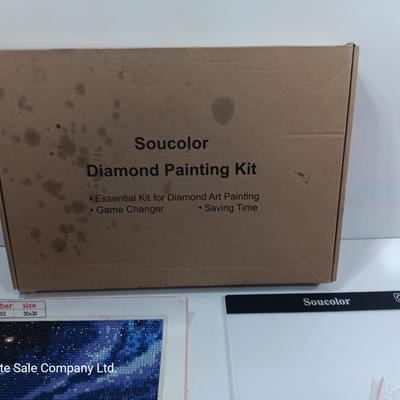 Soucolor
Diamond Painting Kit
• Essential Kit for Diamond Art Painting
• Game Changer • Saving Time
size
30x30
Soucolor
Sale Company Ltd.